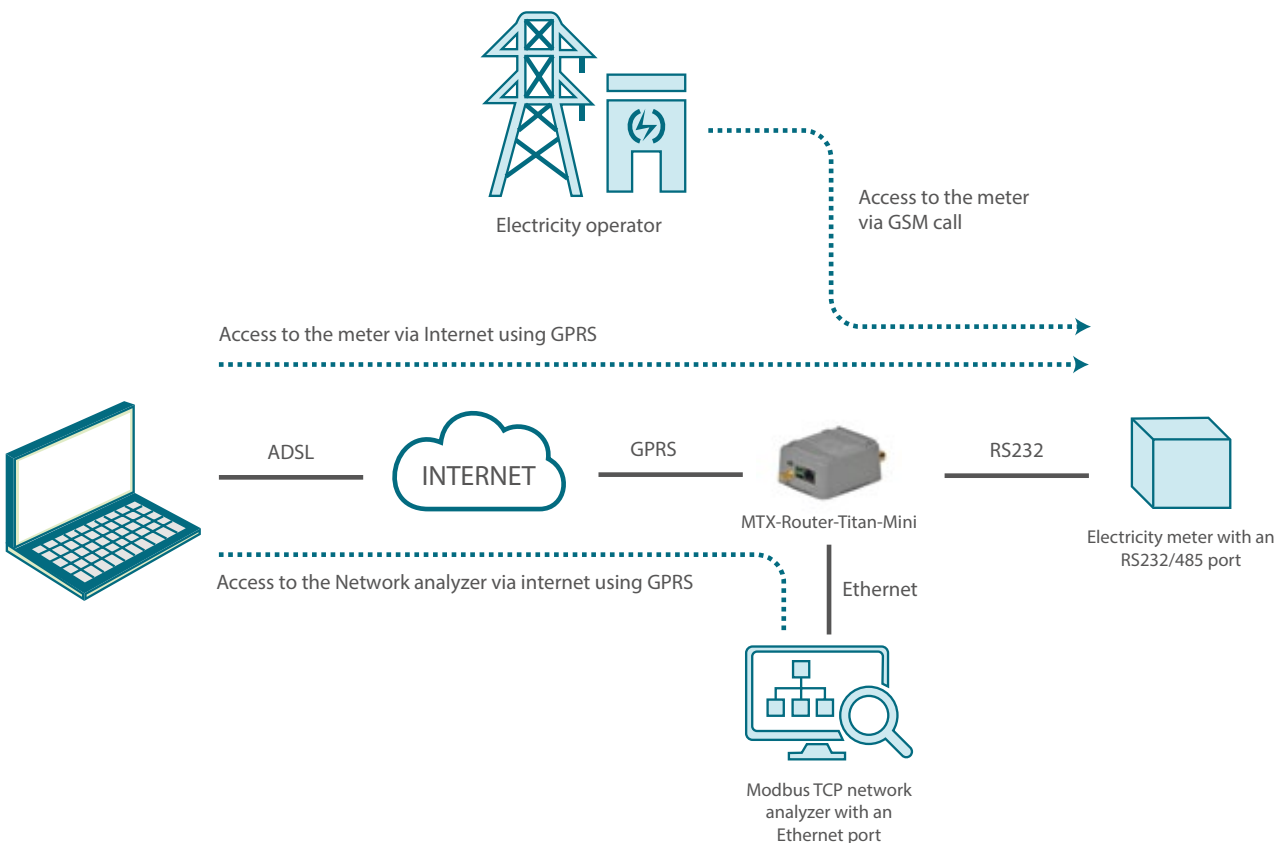 Electricity operator
Access to the meter
via GSM call
Access to the meter via Internet using GPRS
ADSL
INTERNET
GPRS
RS232
MTX-Router-Titan-Mini
Electricity meter with an
RS232/485 port
Access to the Network analyzer via internet using GPRS
Ethernet
Modbus TCP network
analyzer with an
Ethernet port